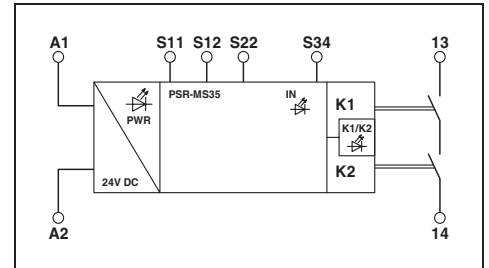 A1 S11 S12 S22 S34 13
PSR-MS35 IN K1
PWR
K1/K2
K2
24V DC
A2 14